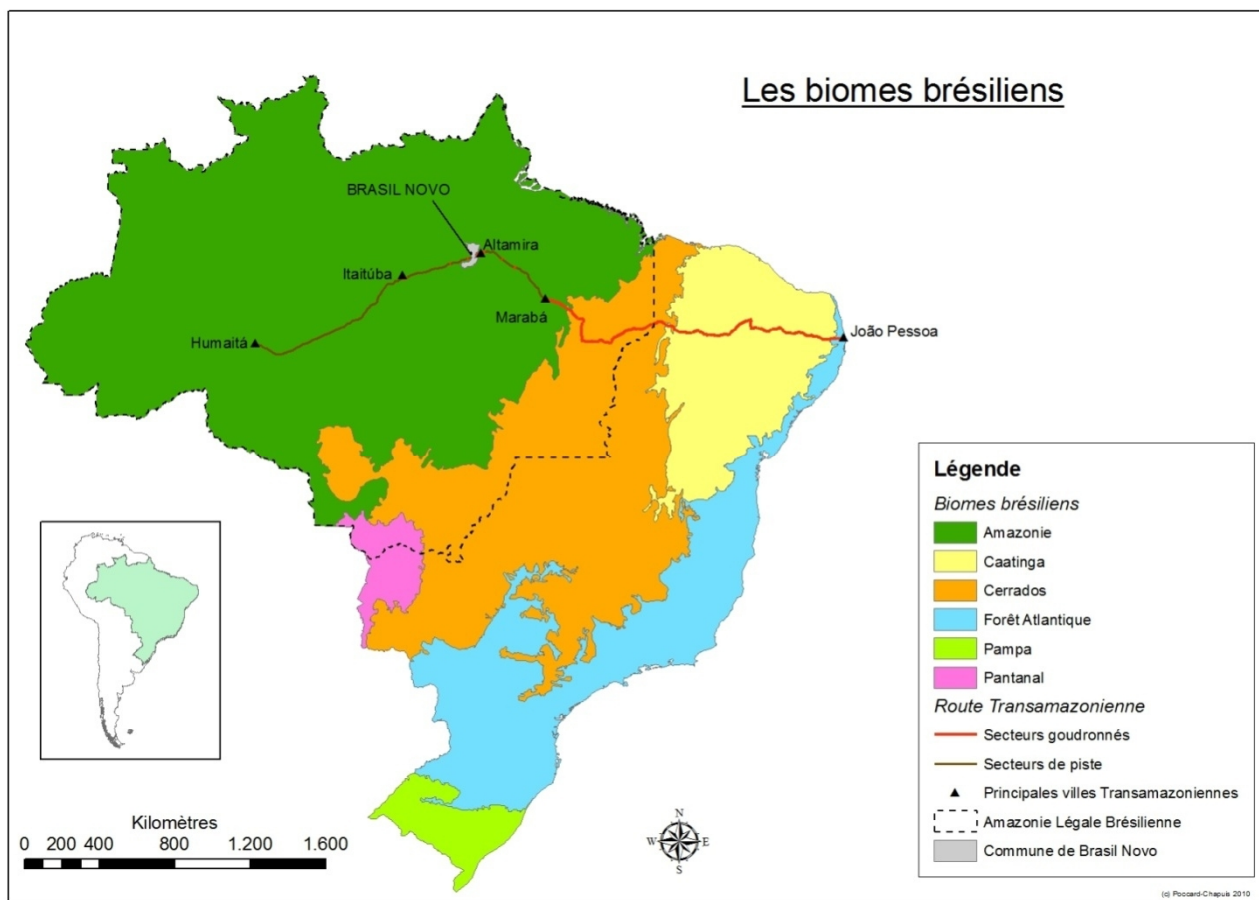 Les biomes brésiliens
BRASIL NOVO
Altamira
Itaitúba
Marabá
Humaitá
João Pessoa
Légende
Biomes brésiliens
Amazonie
Caatinga
Cerrados
Forêt Atlantique
Pampa
Pantanal
Route Transamazonienne
Secteurs goudronnés
Secteurs de piste
Principales villes Transamazoniennes
Amazonie Légale Brésilienne
Commune de Brasil Novo
Kilomètres
0 200 400 800 1.200 1.600
N
W E
S
(c) Poccard-Chapuis 2010